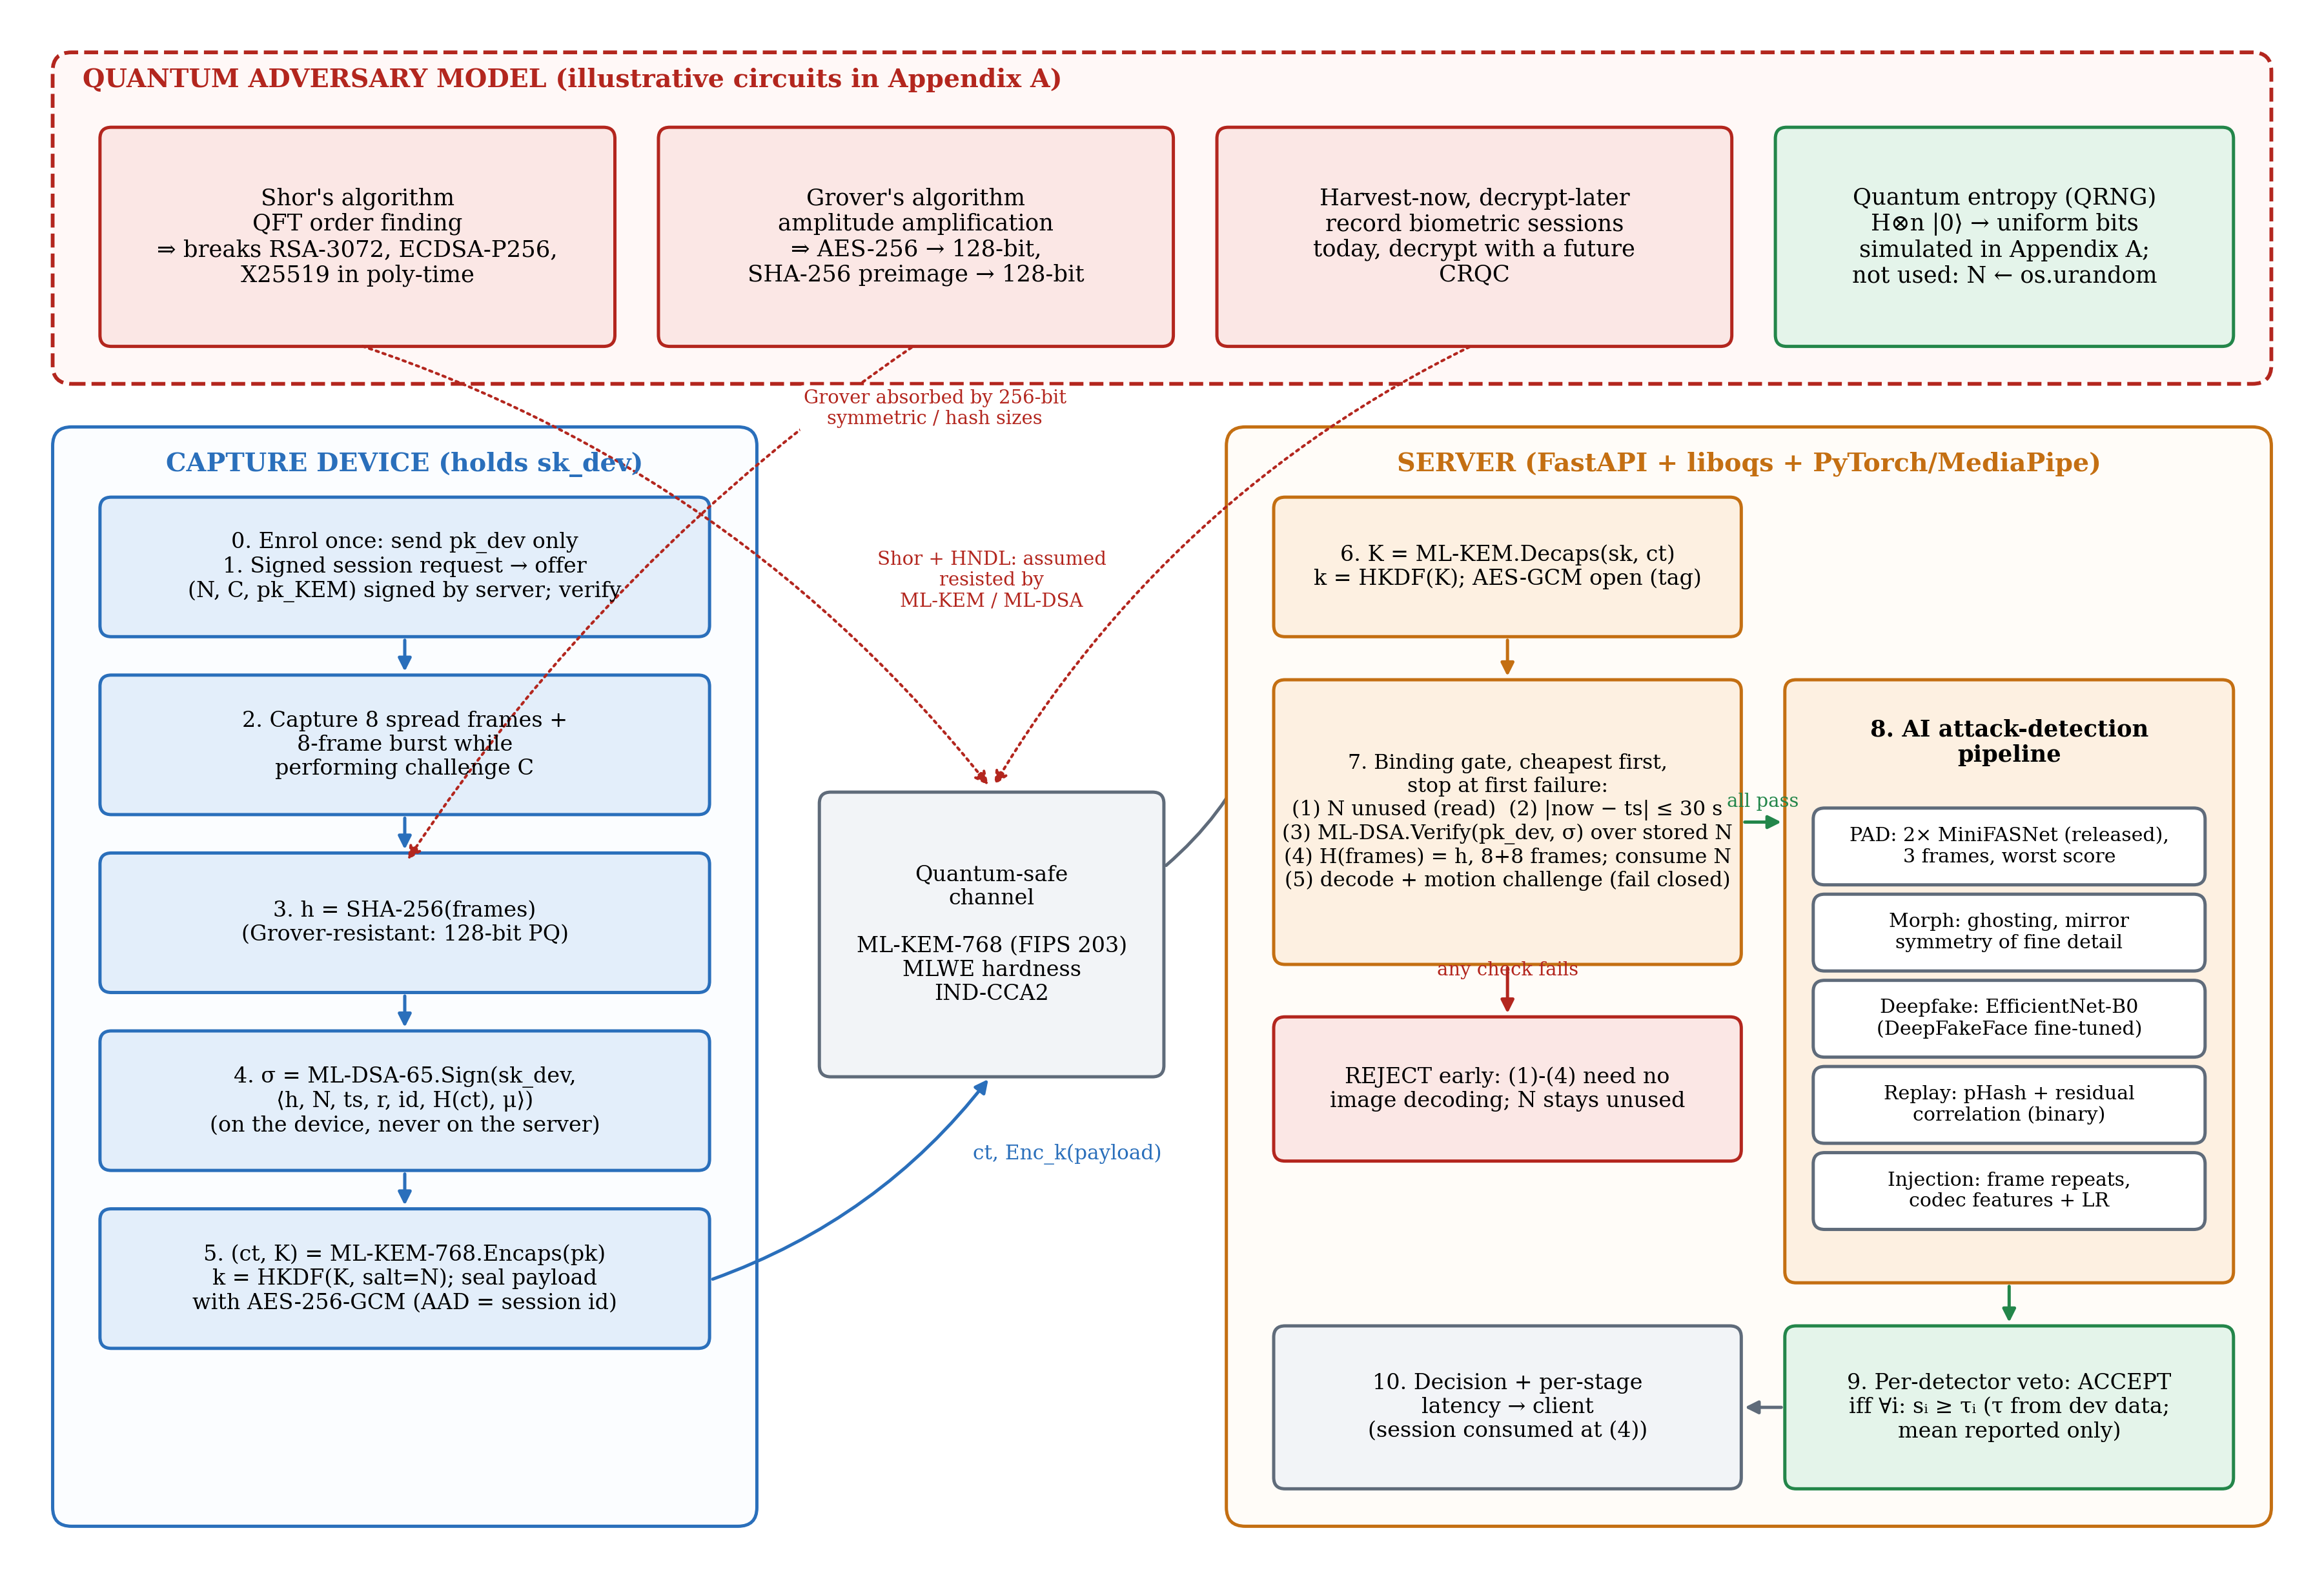 QUANTUM ADVERSARY MODEL (illustrative circuits in Appendix A)
Shor's algorithm
QFT order finding
⇒ breaks RSA-3072, ECDSA-P256,
X25519 in poly-time
Grover's algorithm
amplitude amplification
⇒ AES-256 → 128-bit,
SHA-256 preimage → 128-bit
Harvest-now, decrypt-later
record biometric sessions
today, decrypt with a future
CRQC
Quantum entropy (QRNG)
H⊗n |0⟩ → uniform bits
simulated in Appendix A;
not used: N ← os.urandom
Grover absorbed by 256-bit
symmetric / hash sizes
Shor + HNDL: assumed
resisted by
ML-KEM / ML-DSA
CAPTURE DEVICE (holds sk_dev)
0. Enrol once: send pk_dev only
1. Signed session request → offer
(N, C, pk_KEM) signed by server; verify
2. Capture 8 spread frames +
8-frame burst while
performing challenge C
3. h = SHA-256(frames)
(Grover-resistant: 128-bit PQ)
4. σ = ML-DSA-65.Sign(sk_dev,
⟨h, N, ts, r, id, H(ct), μ⟩)
(on the device, never on the server)
5. (ct, K) = ML-KEM-768.Encaps(pk)
k = HKDF(K, salt=N); seal payload
with AES-256-GCM (AAD = session id)
Quantum-safe
channel
ML-KEM-768 (FIPS 203)
MLWE hardness
IND-CCA2
ct, Enc_k(payload)
SERVER (FastAPI + liboqs + PyTorch/MediaPipe)
6. K = ML-KEM.Decaps(sk, ct)
k = HKDF(K); AES-GCM open (tag)
7. Binding gate, cheapest first,
stop at first failure:
(1) N unused (read)  (2) |now − ts| ≤ 30 s
(3) ML-DSA.Verify(pk_dev, σ) over stored N
(4) H(frames) = h, 8+8 frames; consume N
(5) decode + motion challenge (fail closed)
all pass
any check fails
REJECT early: (1)-(4) need no
image decoding; N stays unused
8. AI attack-detection
pipeline
PAD: 2× MiniFASNet (released),
3 frames, worst score
Morph: ghosting, mirror
symmetry of fine detail
Deepfake: EfficientNet-B0
(DeepFakeFace fine-tuned)
Replay: pHash + residual
correlation (binary)
Injection: frame repeats,
codec features + LR
9. Per-detector veto: ACCEPT
iff ∀i: sᵢ ≥ τᵢ (τ from dev data;
mean reported only)
10. Decision + per-stage
latency → client
(session consumed at (4))